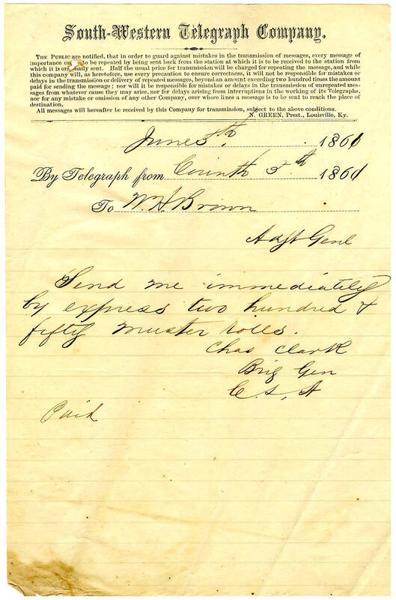 South-Western Telegraph Company.
THE PUBLIC are notified, that in order to guard against mistakes in the transmission of messages, every message of
importance ought to be repeated by being sent back from the station at which it is to be received to the station from
which it is originally sent. Half the usual price for transmission will be charged for repeating the message, and while
this company will, as heretofore, use every precaution to ensure correctness, it will not be responsible for mistakes or
delays in the transmission or delivery of repeated messages, beyond an amount exceeding two hundred times the amount
paid for sending the message; nor will it be responsible for mistakes or delays in the transmission of unrepeated mes-
sages from whatever cause they may arise, nor for delays arising from interruptions in the working of its Telegraphs,
nor for any mistake or omission of any other Company, over whose lines a message is to be sent to reach the place of
destination.
All messages will hereafter be received by this Company for transmission, subject to the above conditions.
N. GREEN, Prest., Louisville, Ky.
June 5th 1861
By Telegraph from Corinth 5th 1861
To W. H Brown
Adjt Genl
Send me immediately
by express two hundred &
fifty muster rolls.
Chas Clark
Brig Gen
C. S. A
Paid